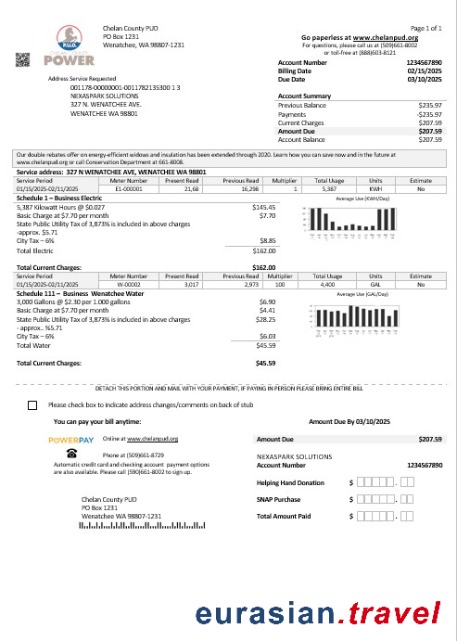 Chelan County PUD
PO Box 1231
Wenatchee, WA 98807-1231
Page 1 of 1
Go paperless at www.chelanpud.org
For questions, please call us at (509)661-8002
or toll-free at (888)663-8121
P.U.D.
POWER
Account Number 1234567890
Billing Date 02/15/2025
Due Date 03/10/2025
Address Service Requested
001178-00000001-0011782135300 1 3
NEXASPARK SOLUTIONS
327 N. WENATCHEE AVE.
WENATCHEE WA 98801
Account Summary
Previous Balance $235.97
Payments -$235.97
Current Charges $207.59
Amount Due $207.59
Account Balance $207.59
Our double rebates offer on energy-efficient widows and insulation has been extended through 2020. Learn how you can save now and in the future at
www.chelanpud.org or call Conservation Department at 661-8008.
Service address: 327 N WENATCHEE AVE, WENATCHEE WA 98801
Service Period Meter Number Present Read Previous Read Multiplier Total Usage Units Estimate
01/15/2025-02/11/2025 E1-000001 21,68 16,298 1 5,387 KWH No
Schedule 1 – Business Electric
Average Use (KWH/Day)
5,387 Kilowatt Hours @ $0.027 $145.45
Basic Charge @ $7.70 per month $7.70
State Public Utility Tax of 3,873% is included in above charges
-approx. $5.71
City Tax – 6% $8.85
Total Electric $162.00
Total Current Charges: $162.00
Service Period Meter Number Present Read Previous Read Multiplier Total Usage Units Estimate
01/15/2025-02/11/2025 W-00002 3,017 2,973 100 4,400 GAL No
Schedule 111 – Business Wenatchee Water
Average Use (GAL/Day)
3,000 Gallons @ $2.30 per 1.000 gallons $6.90
Basic Charge @ $7.70 per month $4.41
State Public Utility Tax of 3,873% is included in above charges $28.25
- approx.. %5.71
City Tax – 6% $6.03
Total Water $45.59
Total Current Charge: $45.59
DETACH THIS PORTION AND MAIL WITH YOUR PAYMENT, IF PAYING IN PERSON PLEASE BRING ENTIRE BILL
Please check box to indicate address changes/comments on back of stub
You can pay your bill anytime:
Amount Due By 03/10/2025
POWERPAY Online at www.chelanpud.org
Phone at (509)661-8729
Automatic credit card and checking account payment options
are also available. Please call (590)661-8002 to sign up.
Amount Due $207.59
NEXASPARK SOLUTIONS
Account Number 1234567890
Helping Hand Donation $ .
SNAP Purchase $ .
Total Amount Paid $ .
Chelan County PUD
PO Box 1231
Wenatchee WA 98807-1231
eurasian.travel